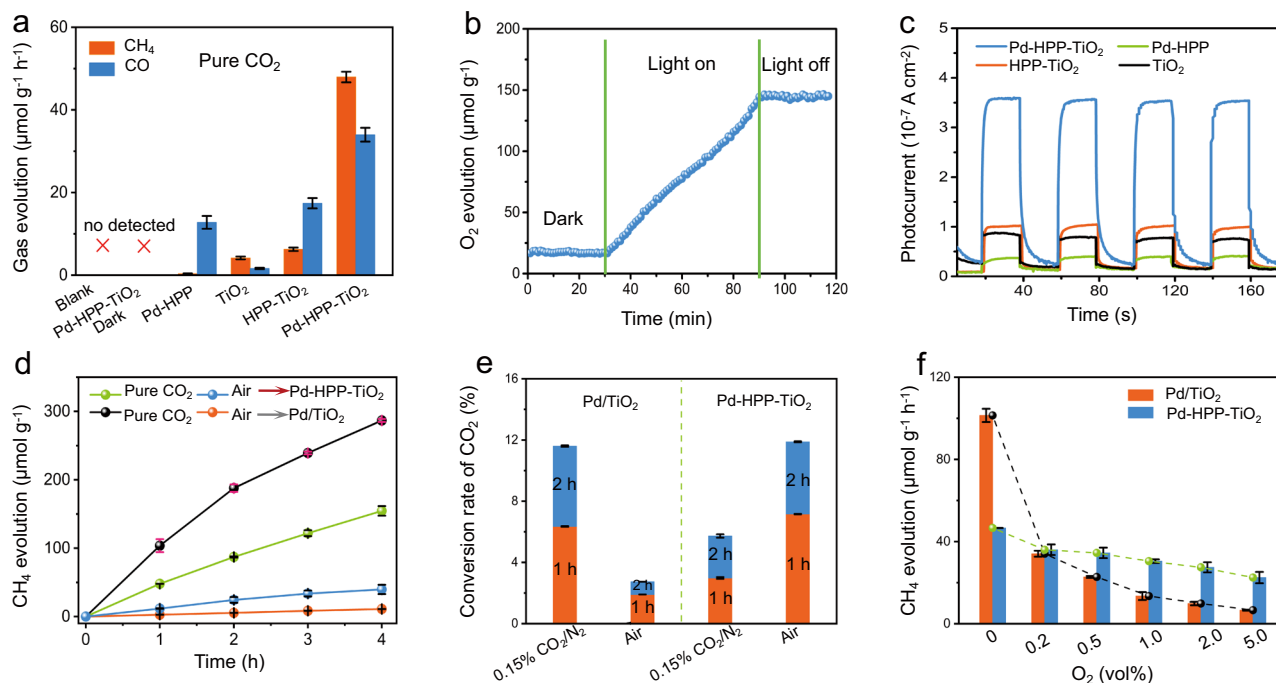 a
Gas evolution (μmol g⁻¹ h⁻¹)
60
40
20
0
CH₄
CO
Pure CO₂
no detected
Blank
Pd-HPP-TiO₂
Dark
Pd-HPP
TiO₂
HPP-TiO₂
Pd-HPP-TiO₂
b
O₂ evolution (μmol g⁻¹)
200
150
100
50
0
Dark
Light on
Light off
0 20 40 60 80 100 120
Time (min)
c
Photocurrent (10⁻⁷ A cm⁻²)
5
4
3
2
1
0
Pd-HPP-TiO₂ Pd-HPP
HPP-TiO₂ TiO₂
40 80 120 160
Time (s)
d
CH₄ evolution (μmol g⁻¹)
300
200
100
0
Pure CO₂ Air Pd-HPP-TiO₂
Pure CO₂ Air Pd/TiO₂
0 1 2 3 4
Time (h)
e
Conversion rate of CO₂ (%)
16
12
8
4
0
Pd/TiO₂ Pd-HPP-TiO₂
2 h
1 h
2 h
1 h
2 h
1 h
2 h
1 h
0.15% CO₂/N₂ Air 0.15% CO₂/N₂ Air
f
CH₄ evolution (μmol g⁻¹ h⁻¹)
120
80
40
0
Pd/TiO₂
Pd-HPP-TiO₂
0 0.2 0.5 1.0 2.0 5.0
O₂ (vol%)